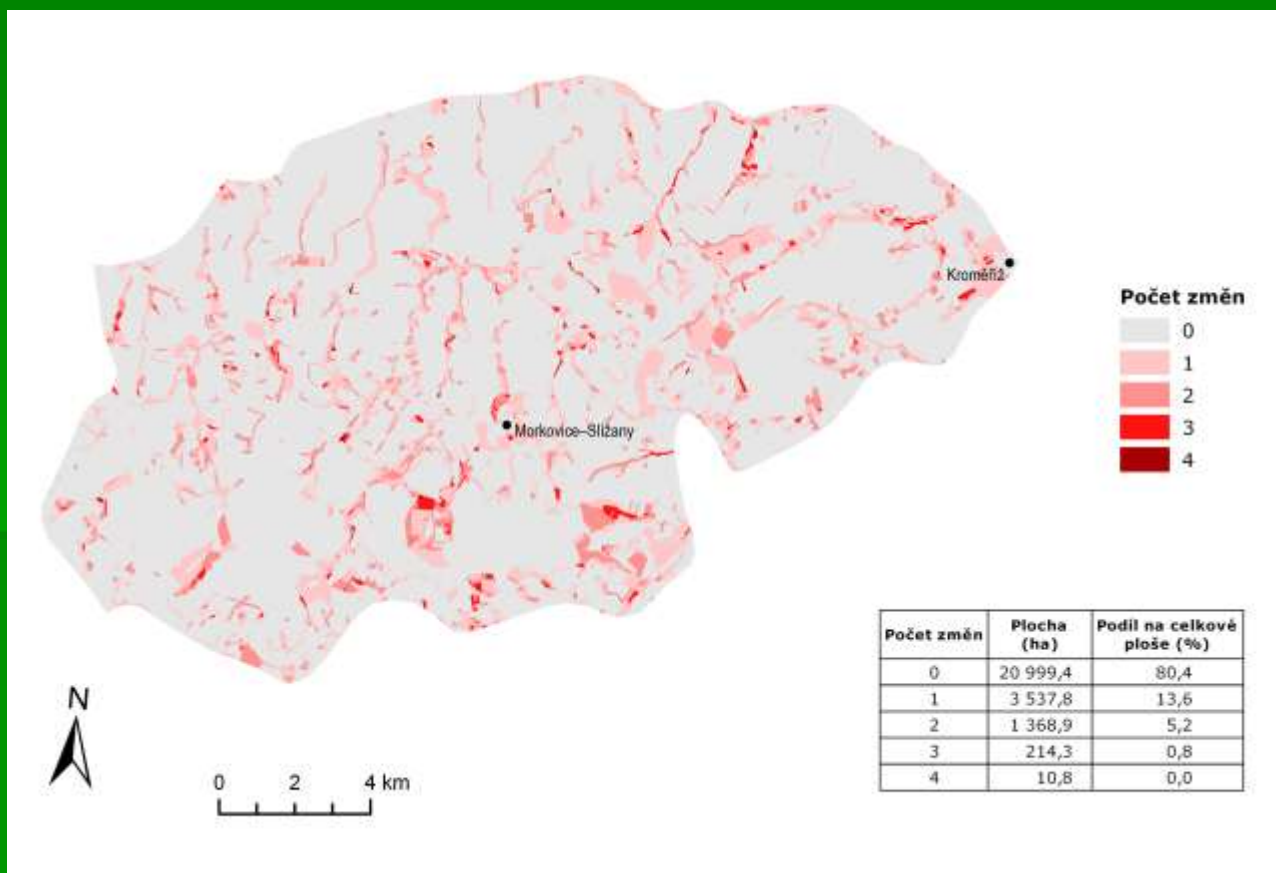 Kroměříž
Morkovice–Slížany
Počet změn
0
1
2
3
4
N
0 2 4 km
Počet změn Plocha (ha) Podíl na celkové ploše (%)
0 20 999,4 80,4
1 3 537,8 13,6
2 1 368,9 5,2
3 214,3 0,8
4 10,8 0,0